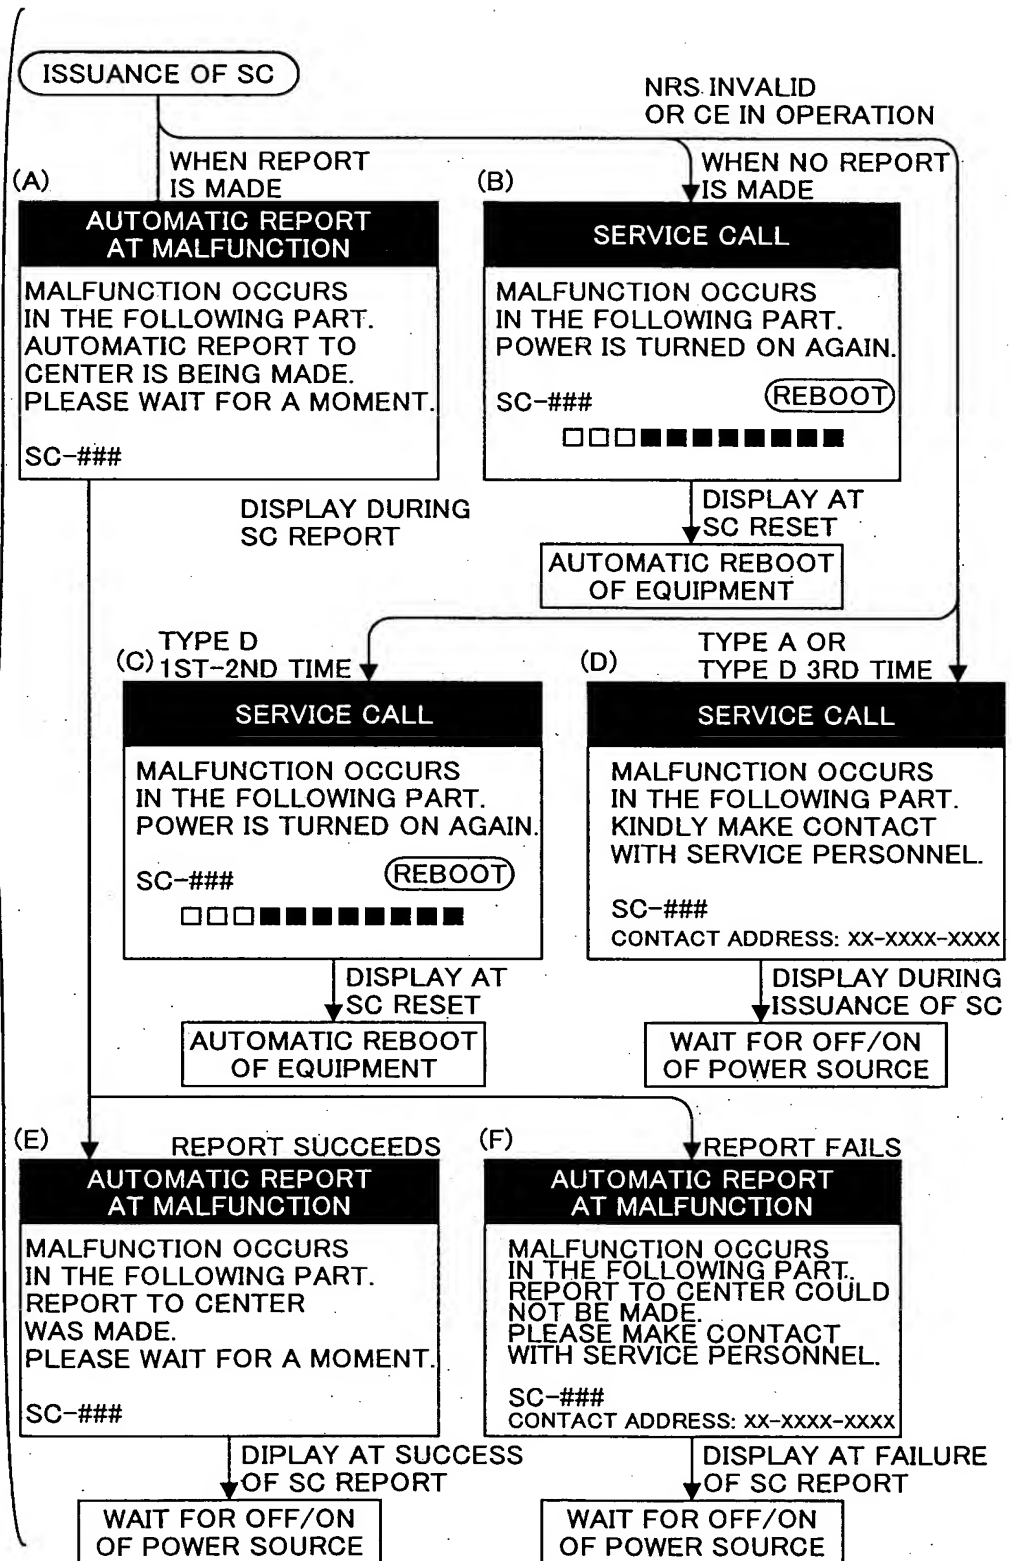 ISSUANCE OF SC
NRS INVALID
OR CE IN OPERATION
WHEN REPORT
IS MADE
(A)
AUTOMATIC REPORT
AT MALFUNCTION
MALFUNCTION OCCURS
IN THE FOLLOWING PART.
AUTOMATIC REPORT TO
CENTER IS BEING MADE.
PLEASE WAIT FOR A MOMENT.
SC-###
DISPLAY DURING
SC REPORT
WHEN NO REPORT
IS MADE
(B)
SERVICE CALL
MALFUNCTION OCCURS
IN THE FOLLOWING PART.
POWER IS TURNED ON AGAIN.
SC-###
REBOOT
DISPLAY AT
SC RESET
AUTOMATIC REBOOT
OF EQUIPMENT
TYPE D
(C) 1ST-2ND TIME
SERVICE CALL
MALFUNCTION OCCURS
IN THE FOLLOWING PART.
POWER IS TURNED ON AGAIN.
SC-###
REBOOT
DISPLAY AT
SC RESET
AUTOMATIC REBOOT
OF EQUIPMENT
TYPE A OR
(D) TYPE D 3RD TIME
SERVICE CALL
MALFUNCTION OCCURS
IN THE FOLLOWING PART.
KINDLY MAKE CONTACT
WITH SERVICE PERSONNEL.
SC-###
CONTACT ADDRESS: XX-XXXX-XXXX
DISPLAY DURING
ISSUANCE OF SC
WAIT FOR OFF/ON
OF POWER SOURCE
(E) REPORT SUCCEEDS
AUTOMATIC REPORT
AT MALFUNCTION
MALFUNCTION OCCURS
IN THE FOLLOWING PART.
REPORT TO CENTER
WAS MADE.
PLEASE WAIT FOR A MOMENT.
SC-###
DIPLAY AT SUCCESS
OF SC REPORT
WAIT FOR OFF/ON
OF POWER SOURCE
(F) REPORT FAILS
AUTOMATIC REPORT
AT MALFUNCTION
MALFUNCTION OCCURS
IN THE FOLLOWING PART.
REPORT TO CENTER COULD
NOT BE MADE.
PLEASE MAKE CONTACT
WITH SERVICE PERSONNEL.
SC-###
CONTACT ADDRESS: XX-XXXX-XXXX
DISPLAY AT FAILURE
OF SC REPORT
WAIT FOR OFF/ON
OF POWER SOURCE